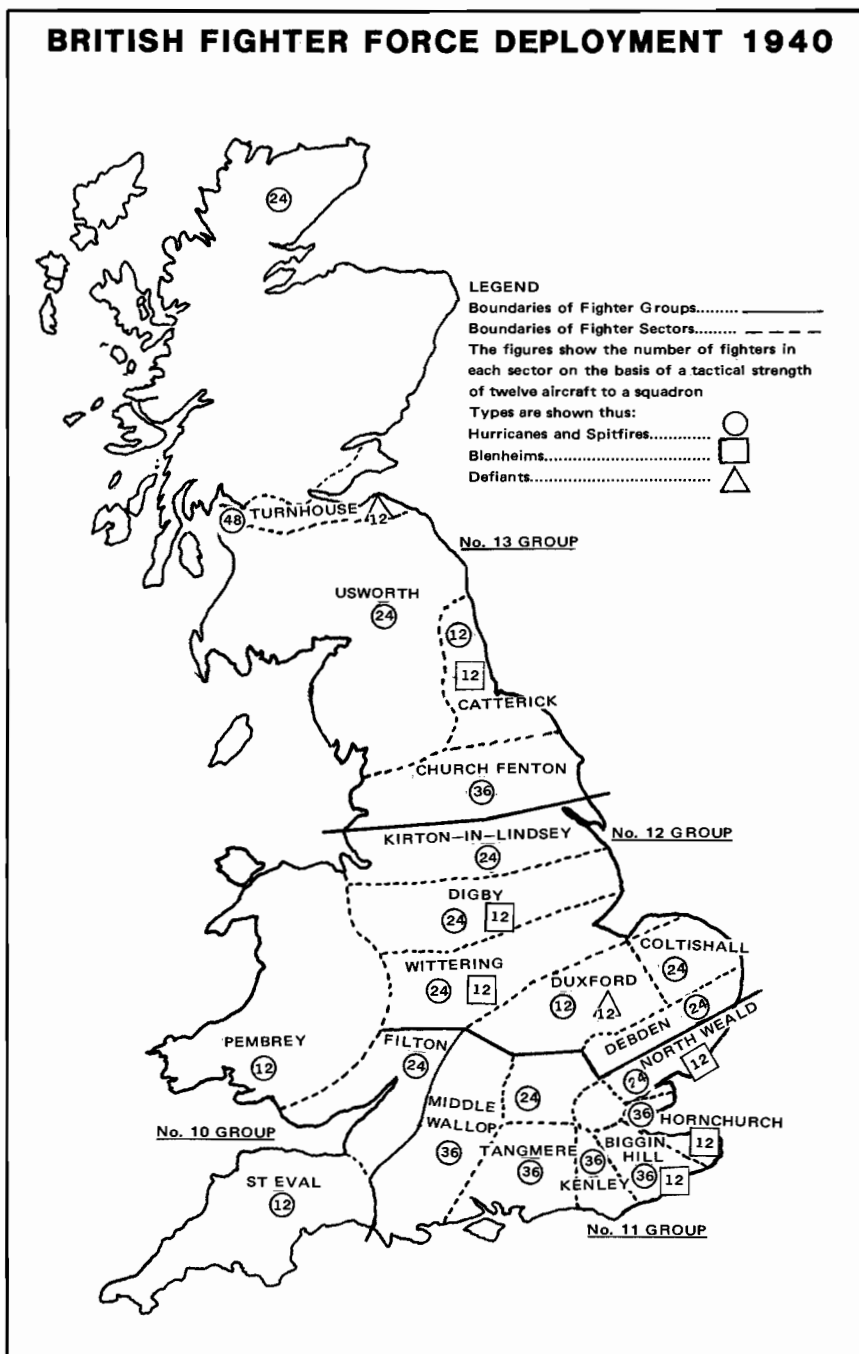 BRITISH FIGHTER FORCE DEPLOYMENT 1940
24
LEGEND
Boundaries of Fighter Groups.........
Boundaries of Fighter Sectors.........
The figures show the number of fighters in
each sector on the basis of a tactical strength
of twelve aircraft to a squadron
Types are shown thus:
Hurricanes and Spitfires.............
Blenheims...................................
Defiants.......................................
48
TURNHOUSE
12
No. 13 GROUP
USWORTH
24
12
12
CATTERICK
CHURCH FENTON
36
KIRTON–IN–LINDSEY
24
No. 12 GROUP
DIGBY
24
12
WITTERING
24
12
DUXFORD
12
12
COLTISHALL
24
DEBDEN
24
NORTH WEALD
24
12
PEMBREY
12
FILTON
24
No. 10 GROUP
MIDDLE
WALLOP
36
24
36
HORNCHURCH
12
TANGMERE
36
36
KENLEY
BIGGIN
HILL
36
12
ST EVAL
12
No. 11 GROUP